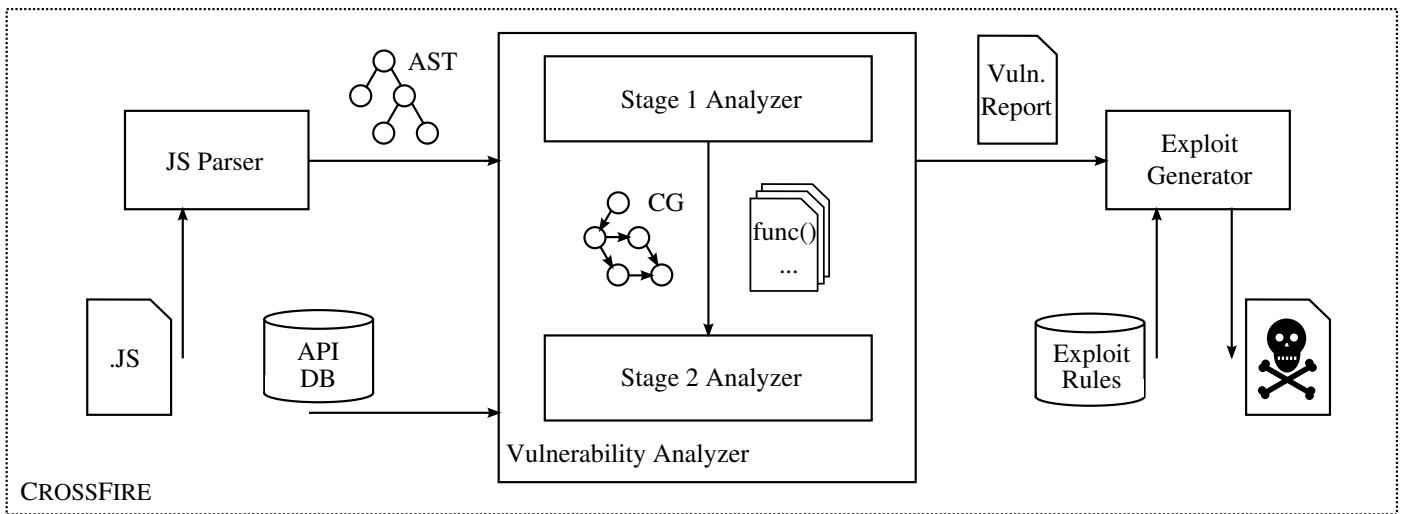 AST
JS Parser
.JS
API
DB
Stage 1 Analyzer
CG
func()
...
Stage 2 Analyzer
Vulnerability Analyzer
Vuln.
Report
Exploit
Generator
Exploit
Rules
CROSSFIRE